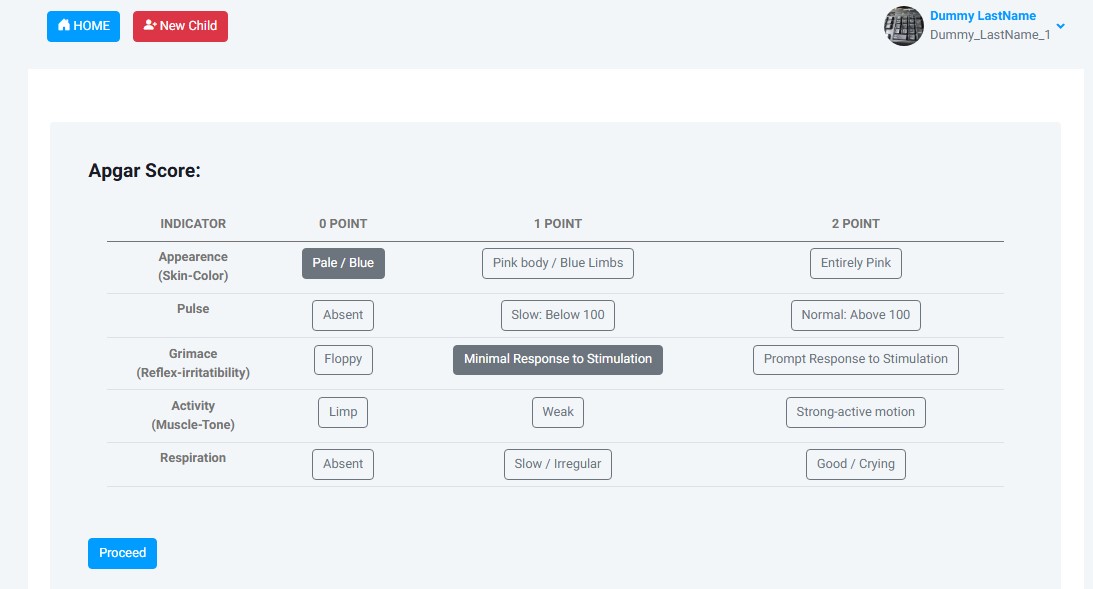 HOME New Child Dummy LastName
Dummy_LastName_1
Apgar Score:
INDICATOR 0 POINT 1 POINT 2 POINT
Appearence
(Skin-Color) Pale / Blue Pink body / Blue Limbs Entirely Pink
Pulse Absent Slow: Below 100 Normal: Above 100
Grimace
(Reflex-irritatibility) Floppy Minimal Response to Stimulation Prompt Response to Stimulation
Activity
(Muscle-Tone) Limp Weak Strong-active motion
Respiration Absent Slow / Irregular Good / Crying
Proceed